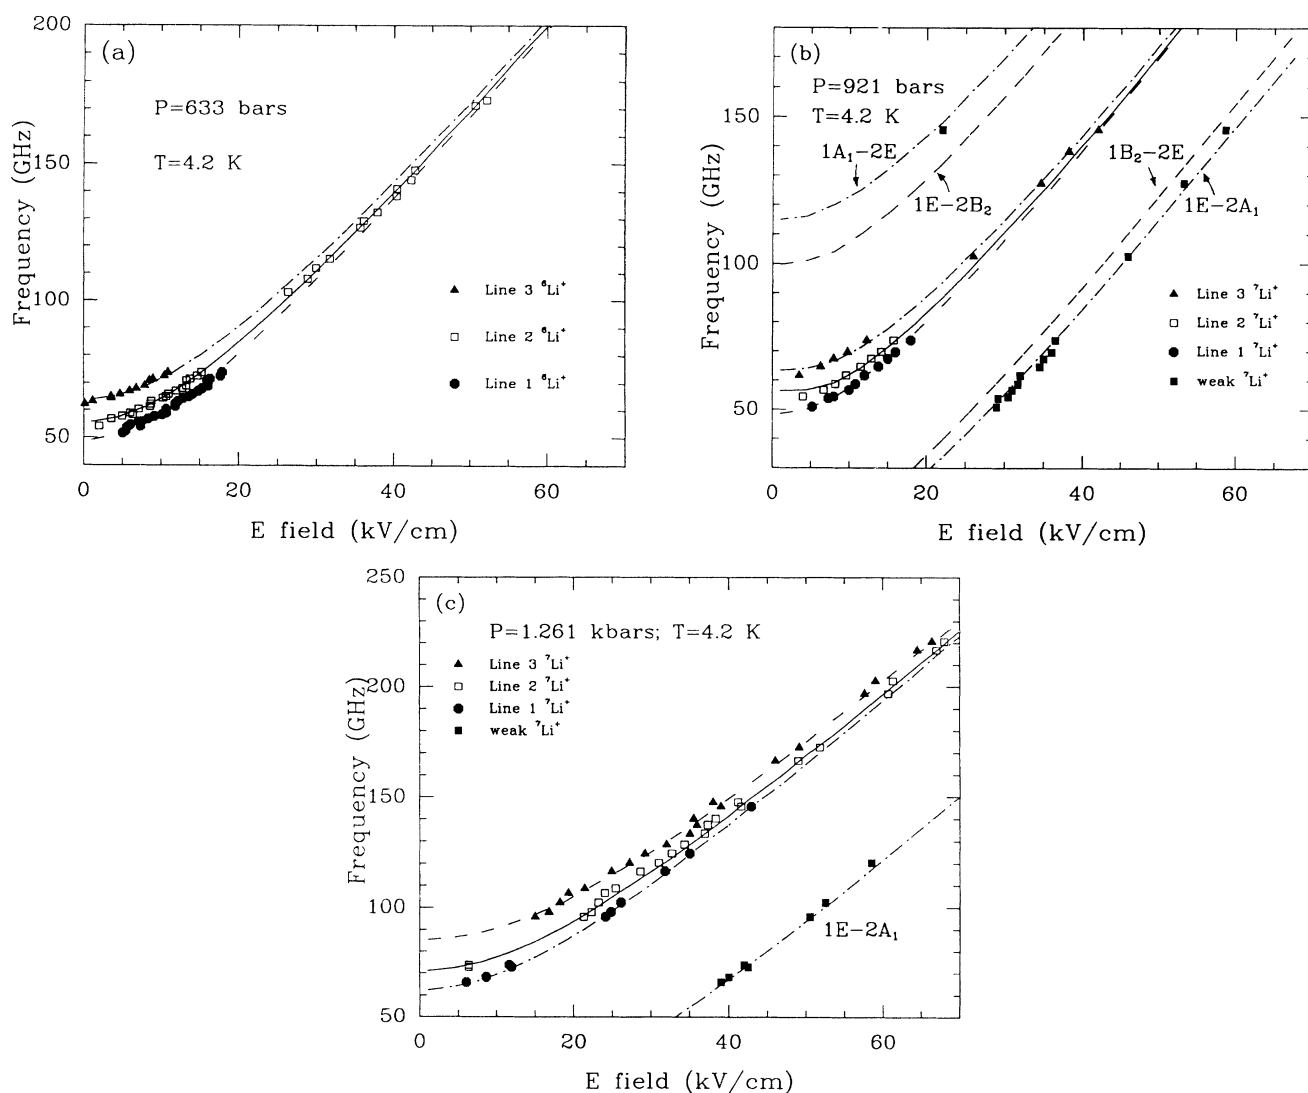 (a)
P=633 bars
T=4.2 K
Line 3 ⁶Li⁺
Line 2 ⁶Li⁺
Line 1 ⁶Li⁺
200
150
100
50
0
20
40
60
Frequency (GHz)
E field (kV/cm)
(b)
P=921 bars
T=4.2 K
1A₁-2E
1E-2B₂
1B₂-2E
1E-2A₁
Line 3 ⁷Li⁺
Line 2 ⁷Li⁺
Line 1 ⁷Li⁺
weak ⁷Li⁺
150
100
50
0
20
40
60
Frequency (GHz)
E field (kV/cm)
(c)
P=1.261 kbars; T=4.2 K
Line 3 ⁷Li⁺
Line 2 ⁷Li⁺
Line 1 ⁷Li⁺
weak ⁷Li⁺
1E-2A₁
250
200
150
100
50
0
20
40
60
Frequency (GHz)
E field (kV/cm)